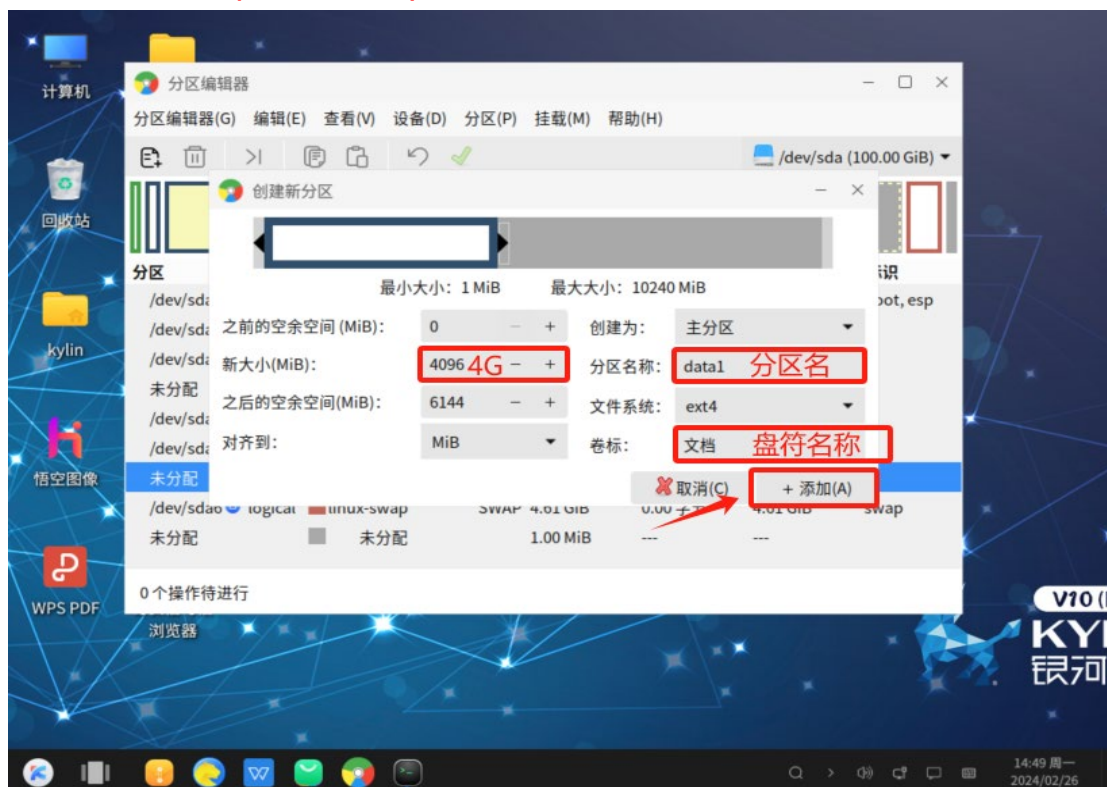 计算机
分区编辑器
分区编辑器(G) 编辑(E) 查看(V) 设备(D) 分区(P) 挂载(M) 帮助(H)
/dev/sda (100.00 GiB)
回收站
创建新分区
最小大小: 1 MiB 最大大小: 10240 MiB
分区
/dev/sda
oot, esp
之前的空余空间 (MiB): 0 − + 创建为: 主分区
/dev/sda
kylin
新大小(MiB): 4096 4G − + 分区名称: data1 分区名
/dev/sda
未分配
之后的空余空间(MiB): 6144 − + 文件系统: ext4
/dev/sda
对齐到: MiB 卷标: 文档 盘符名称
/dev/sda
悟空图像
未分配
取消(C) + 添加(A)
/dev/sda6 logical linux-swap SWAP 4.61 GiB 0.00 字节 4.61 GiB swap
未分配 未分配 1.00 MiB --- ---
0 个操作待进行
WPS PDF
浏览器
V10
KY
银河
14:49 周一
2024/02/26